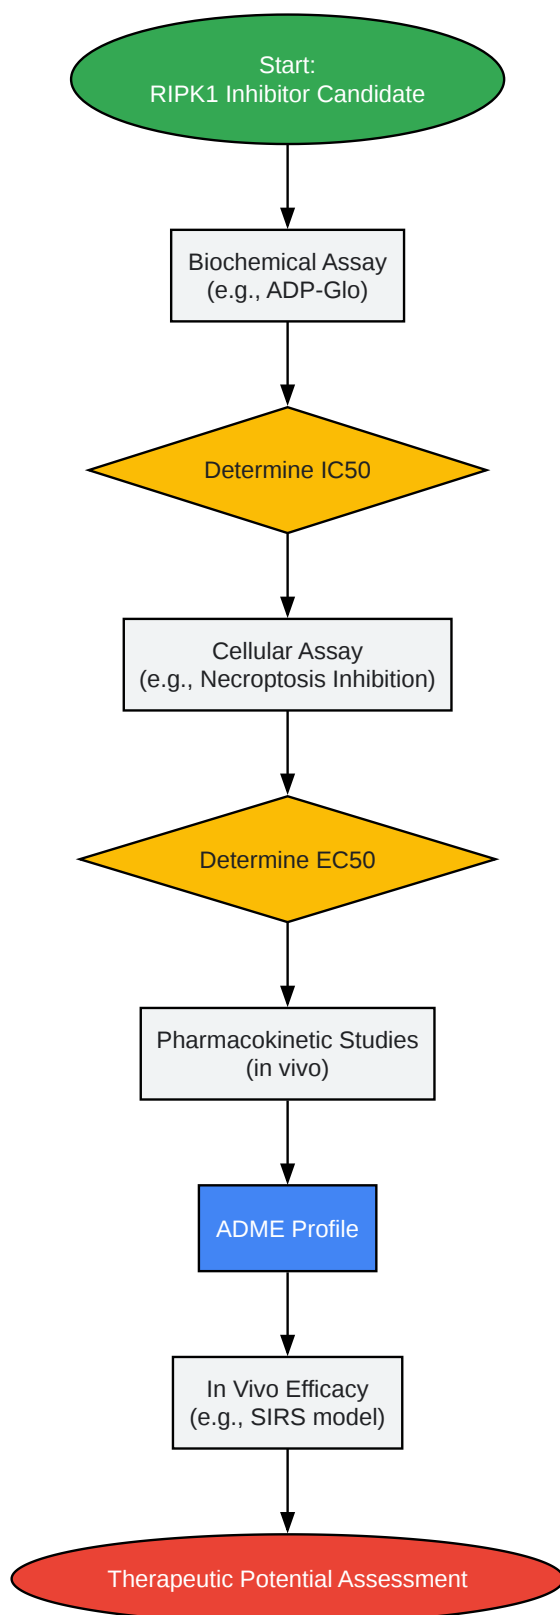 Start:
RIPK1 Inhibitor Candidate
Biochemical Assay
(e.g., ADP-Glo)
Determine IC50
Cellular Assay
(e.g., Necroptosis Inhibition)
Determine EC50
Pharmacokinetic Studies
(in vivo)
ADME Profile
In Vivo Efficacy
(e.g., SIRS model)
Therapeutic Potential Assessment